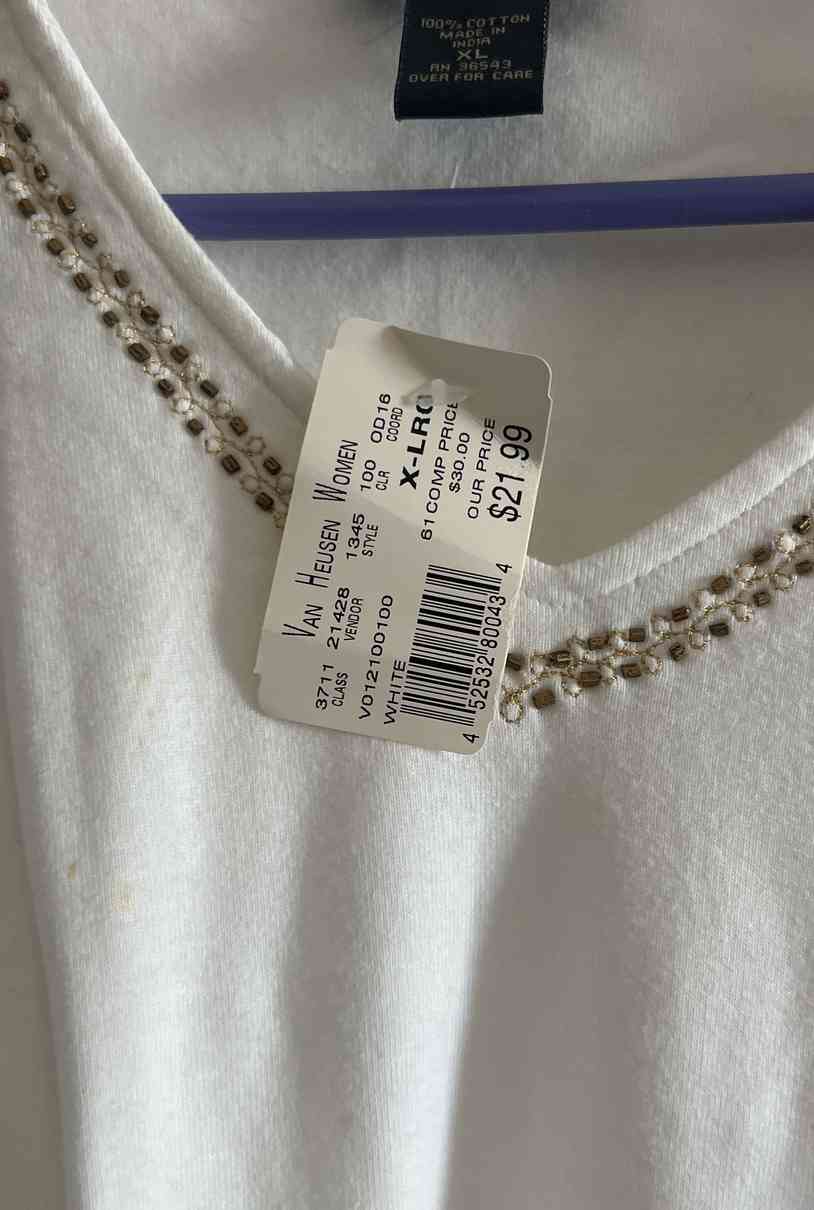 100% COTTON
MADE IN
INDIA
XL
RN 36543
OVER FOR CARE
VAN HEUSEN WOMEN
3711 21428 1345 100 OD16
CLASS VENDOR STYLE CLR COORD
V012100100
WHITE
X-LRG
61 COMP PRICE
$30.00
OUR PRICE
$21.99
4 52532 80043 4